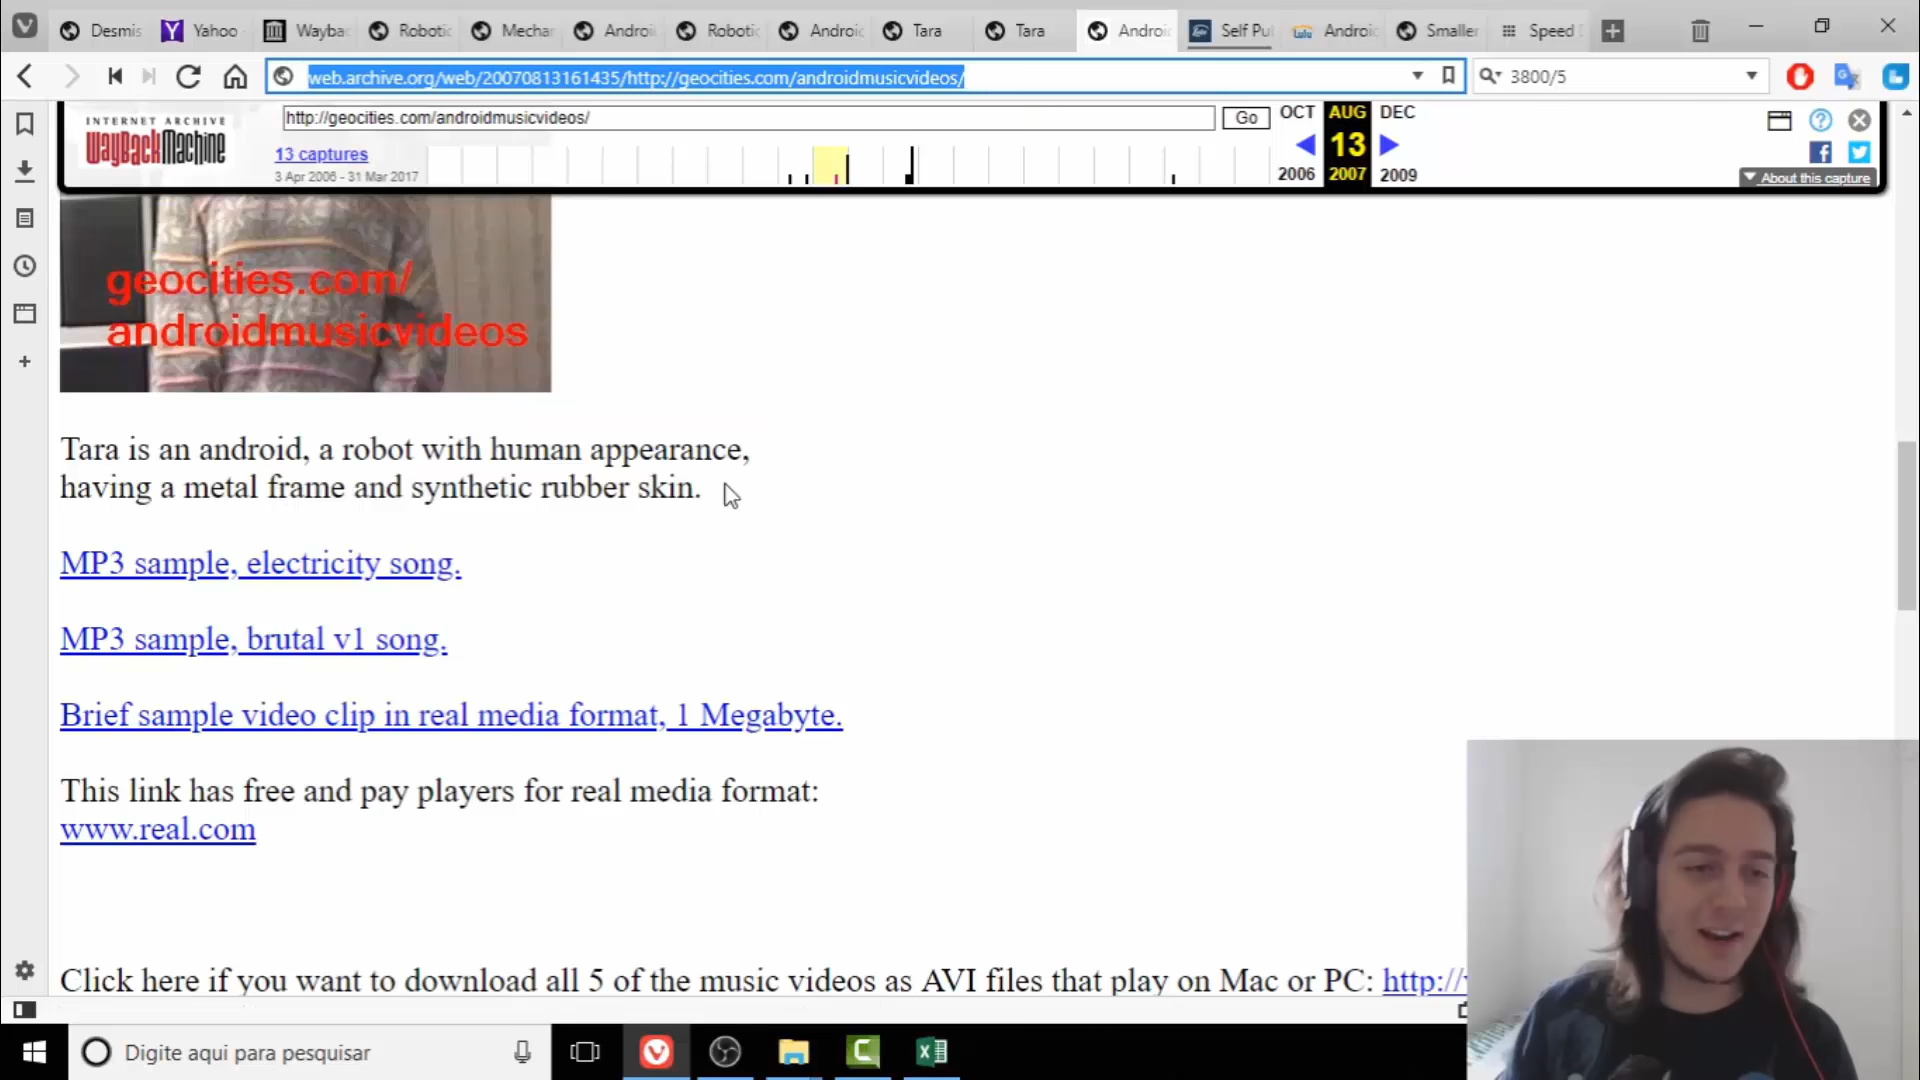 Desmis
Yahoo
Wayba
Robotic
Mechar
Androi
Robotic
Androi
Tara
Tara
Androi
Self Pu
Androi
Smaller
Speed
web.archive.org/web/20070813161435/http://geocities.com/androidmusicvideos/
3800/5
INTERNET ARCHIVE
WayBackMachine
http://geocities.com/androidmusicvideos/
Go
OCT
AUG
DEC
13 captures
13
3 Apr 2006 - 31 Mar 2017
2006
2007
2009
About this capture
geocities.com/
androidmusicvideos
Tara is an android, a robot with human appearance,
having a metal frame and synthetic rubber skin.
MP3 sample, electricity song.
MP3 sample, brutal v1 song.
Brief sample video clip in real media format, 1 Megabyte.
This link has free and pay players for real media format:
www.real.com
Click here if you want to download all 5 of the music videos as AVI files that play on Mac or PC: http://
Digite aqui para pesquisar